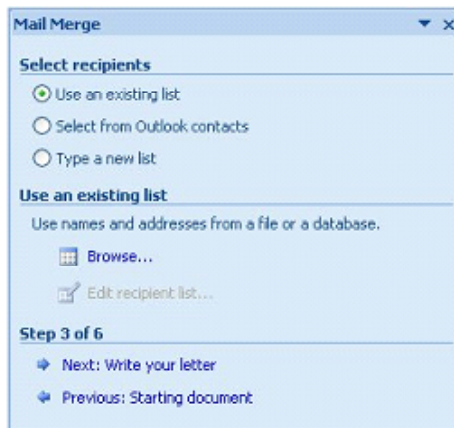 Mail Merge
Select recipients
Use an existing list
Select from Outlook contacts
Type a new list
Use an existing list
Use names and addresses from a file or a database.
Browse...
Edit recipient list...
Step 3 of 6
Next: Write your letter
Previous: Starting document